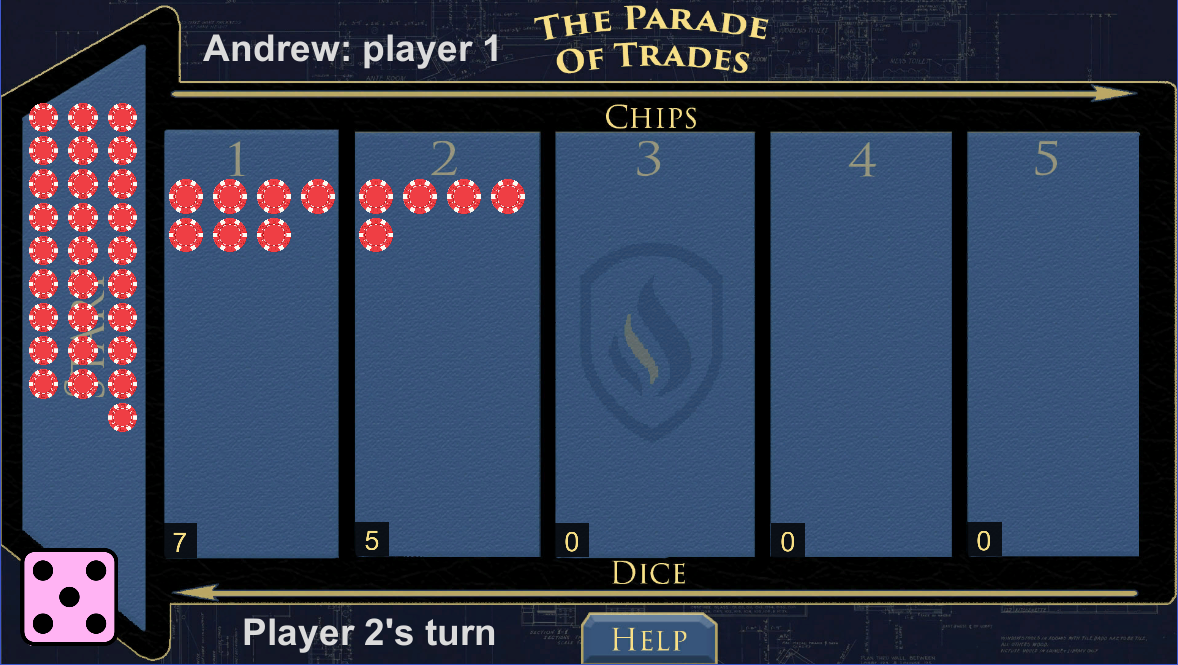 Andrew: player 1
THE PARADE
OF TRADES
CHIPS
START
1
2
3
4
5
7
5
0
0
0
DICE
Player 2's turn
HELP